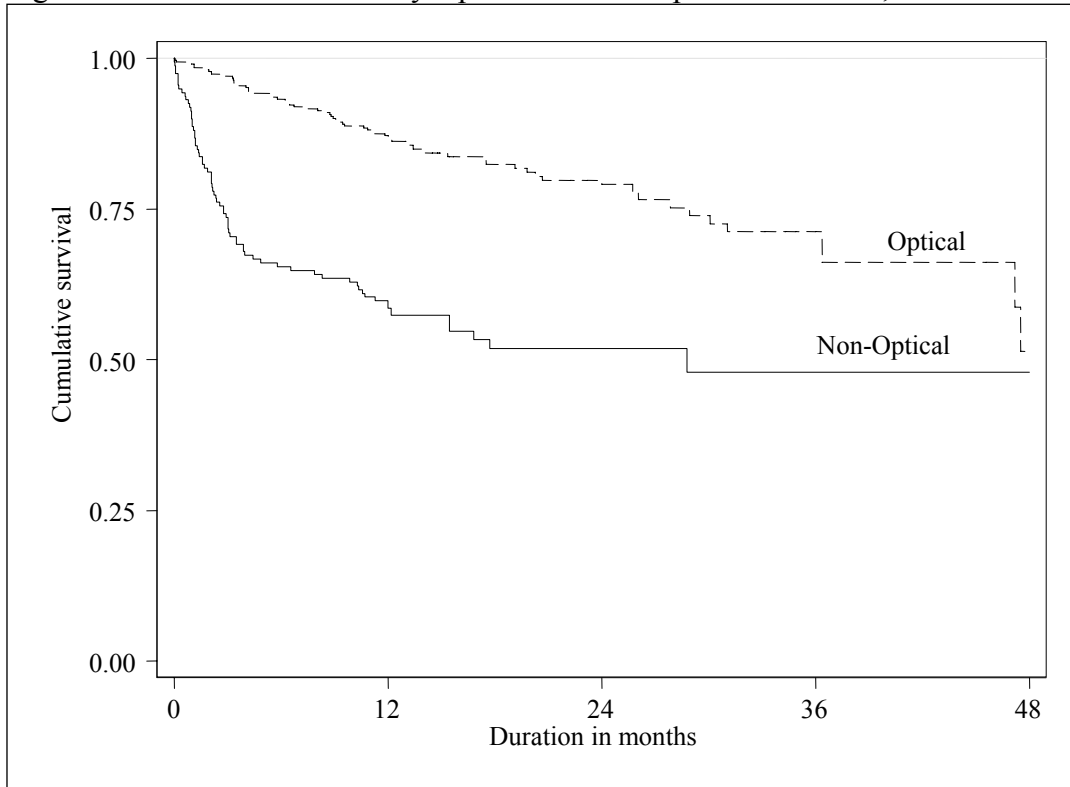 1.00
0.75
0.50
0.25
0.00
Cumulative survival
Optical
Non-Optical
0 12 24 36 48
Duration in months